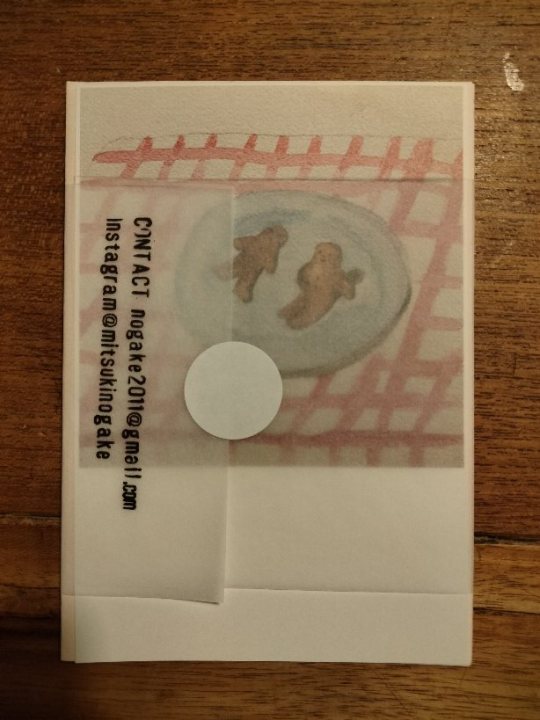 CONTACT nogake2011@gmail.com
instagram@mitsukinogake